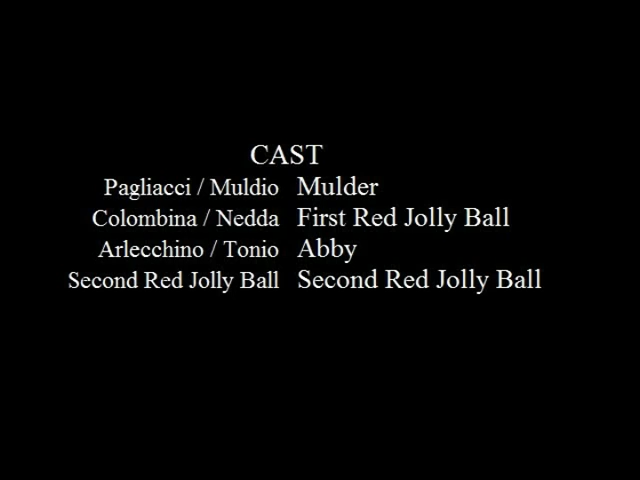 CAST
Pagliacci / Muldio Mulder
Colombina / Nedda First Red Jolly Ball
Arlecchino / Tonio Abby
Second Red Jolly Ball Second Red Jolly Ball